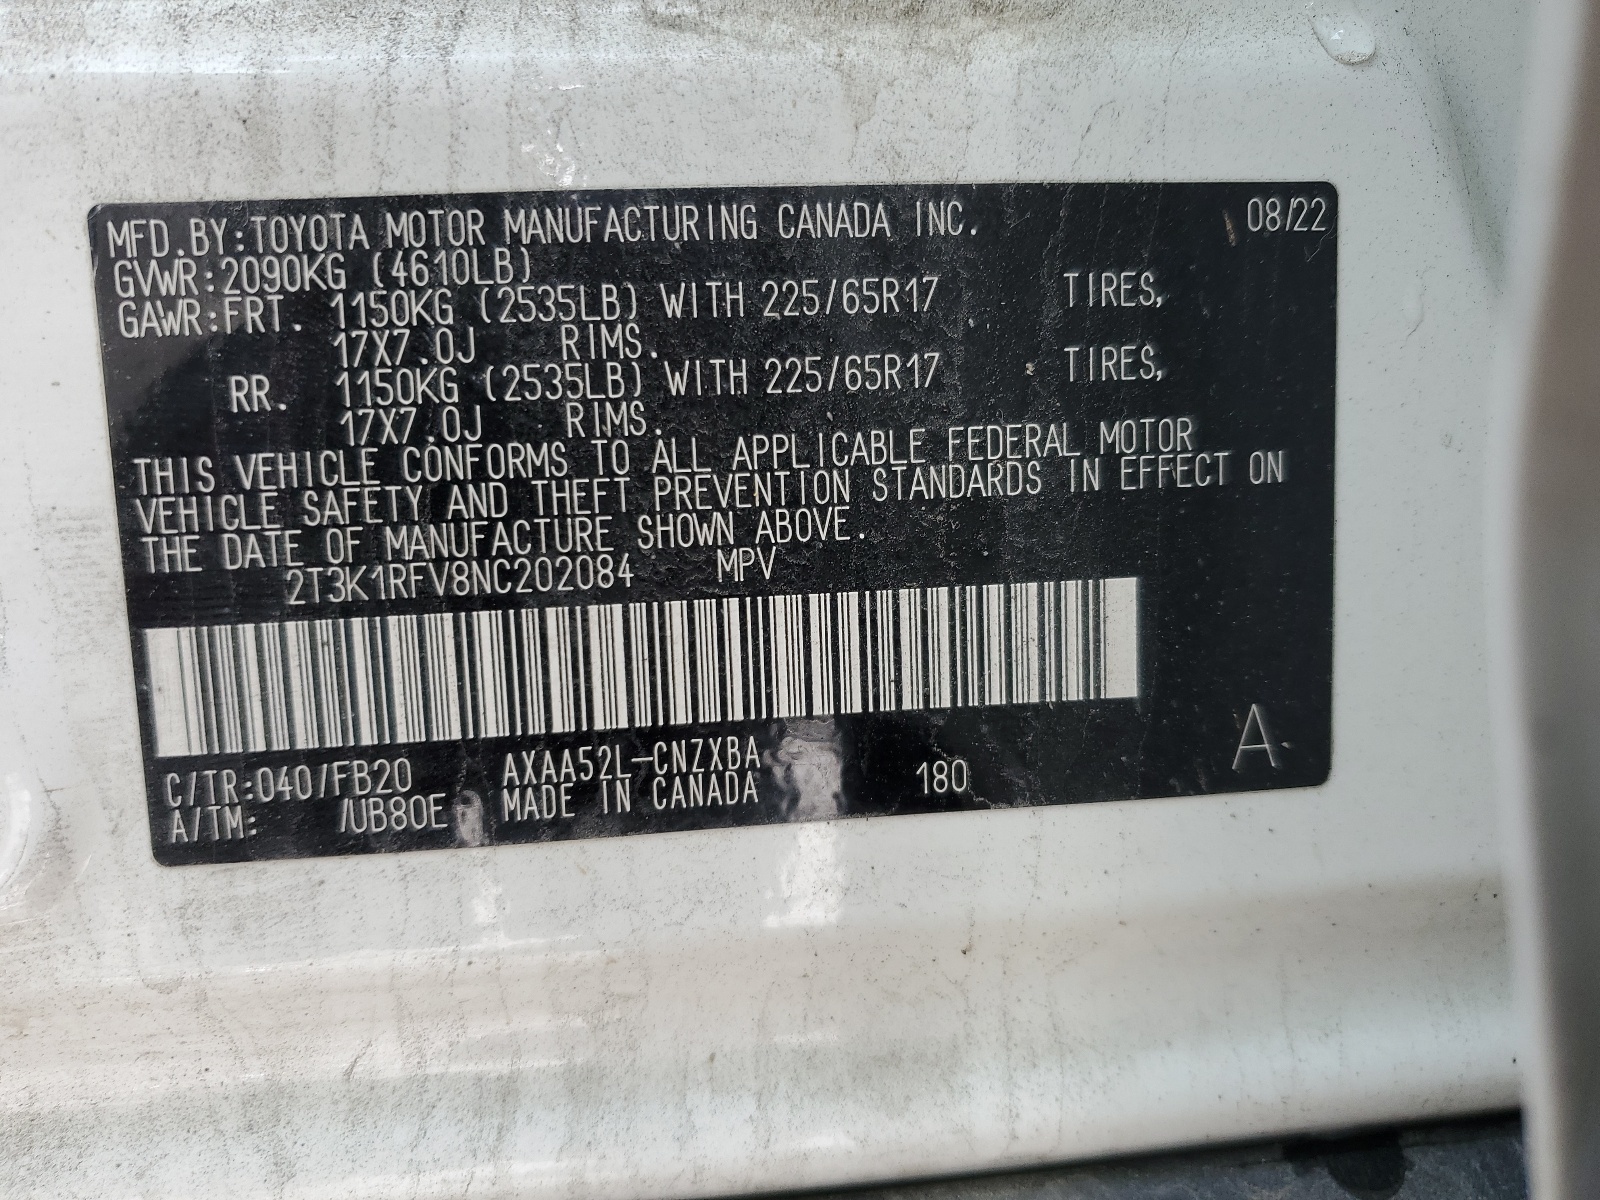 MFD.BY:TOYOTA MOTOR MANUFACTURING CANADA INC. 08/22
GVWR:2090KG (4610LB)
GAWR:FRT. 1150KG (2535LB) WITH 225/65R17 TIRES,
17X7.0J RIMS.
RR. 1150KG (2535LB) WITH 225/65R17 TIRES,
17X7.0J RIMS.
THIS VEHICLE CONFORMS TO ALL APPLICABLE FEDERAL MOTOR
VEHICLE SAFETY AND THEFT PREVENTION STANDARDS IN EFFECT ON
THE DATE OF MANUFACTURE SHOWN ABOVE.
2T3K1RFV8NC202084 MPV
C/TR:040/FB20 AXAA52L-CNZXBA 180 A
A/TM: /UB80E MADE IN CANADA